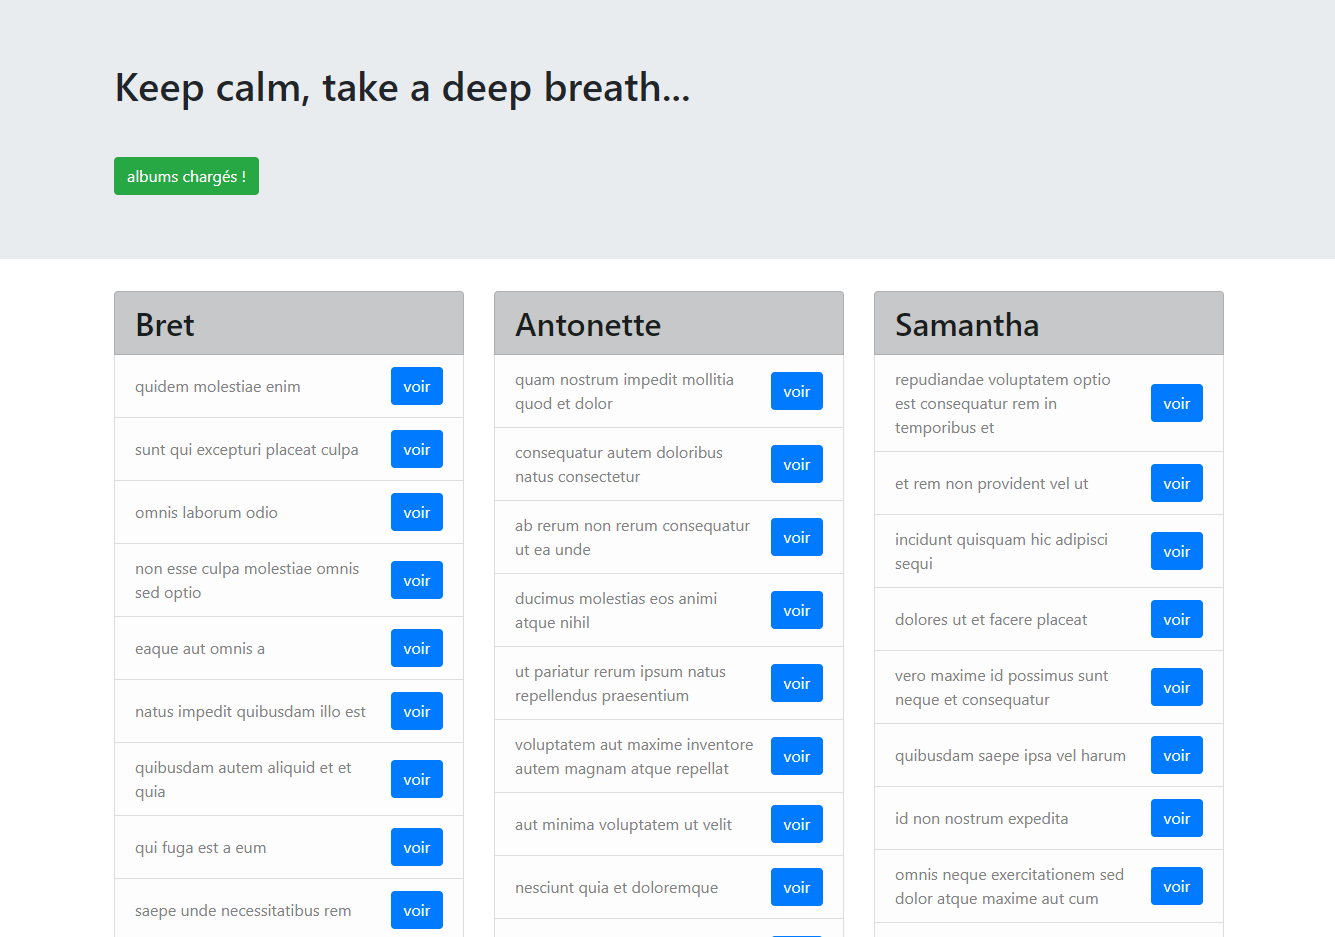 Keep calm, take a deep breath...
albums chargés !
Bret
quidem molestiae enim
voir
sunt qui excepturi placeat culpa
voir
omnis laborum odio
voir
non esse culpa molestiae omnis
sed optio
voir
eaque aut omnis a
voir
natus impedit quibusdam illo est
voir
quibusdam autem aliquid et et
quia
voir
qui fuga est a eum
voir
saepe unde necessitatibus rem
voir
Antonette
quam nostrum impedit mollitia
quod et dolor
voir
consequatur autem doloribus
natus consectetur
voir
ab rerum non rerum consequatur
ut ea unde
voir
ducimus molestias eos animi
atque nihil
voir
ut pariatur rerum ipsum natus
repellendus praesentium
voir
voluptatem aut maxime inventore
autem magnam atque repellat
voir
aut minima voluptatem ut velit
voir
nesciunt quia et doloremque
voir
Samantha
repudiandae voluptatem optio
est consequatur rem in
temporibus et
voir
et rem non provident vel ut
voir
incidunt quisquam hic adipisci
sequi
voir
dolores ut et facere placeat
voir
vero maxime id possimus sunt
neque et consequatur
voir
quibusdam saepe ipsa vel harum
voir
id non nostrum expedita
voir
omnis neque exercitationem sed
dolor atque maxime aut cum
voir